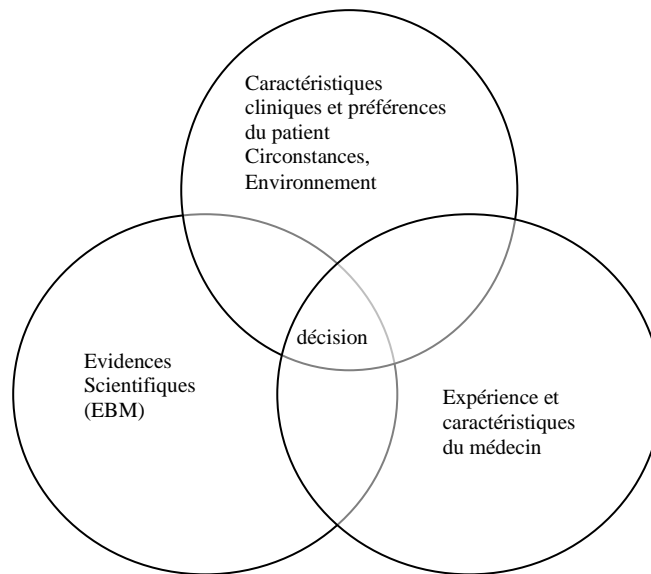 Caractéristiques
cliniques et préférences
du patient
Circonstances,
Environnement
décision
Evidences
Scientifiques
(EBM)
Expérience et
caractéristiques
du médecin